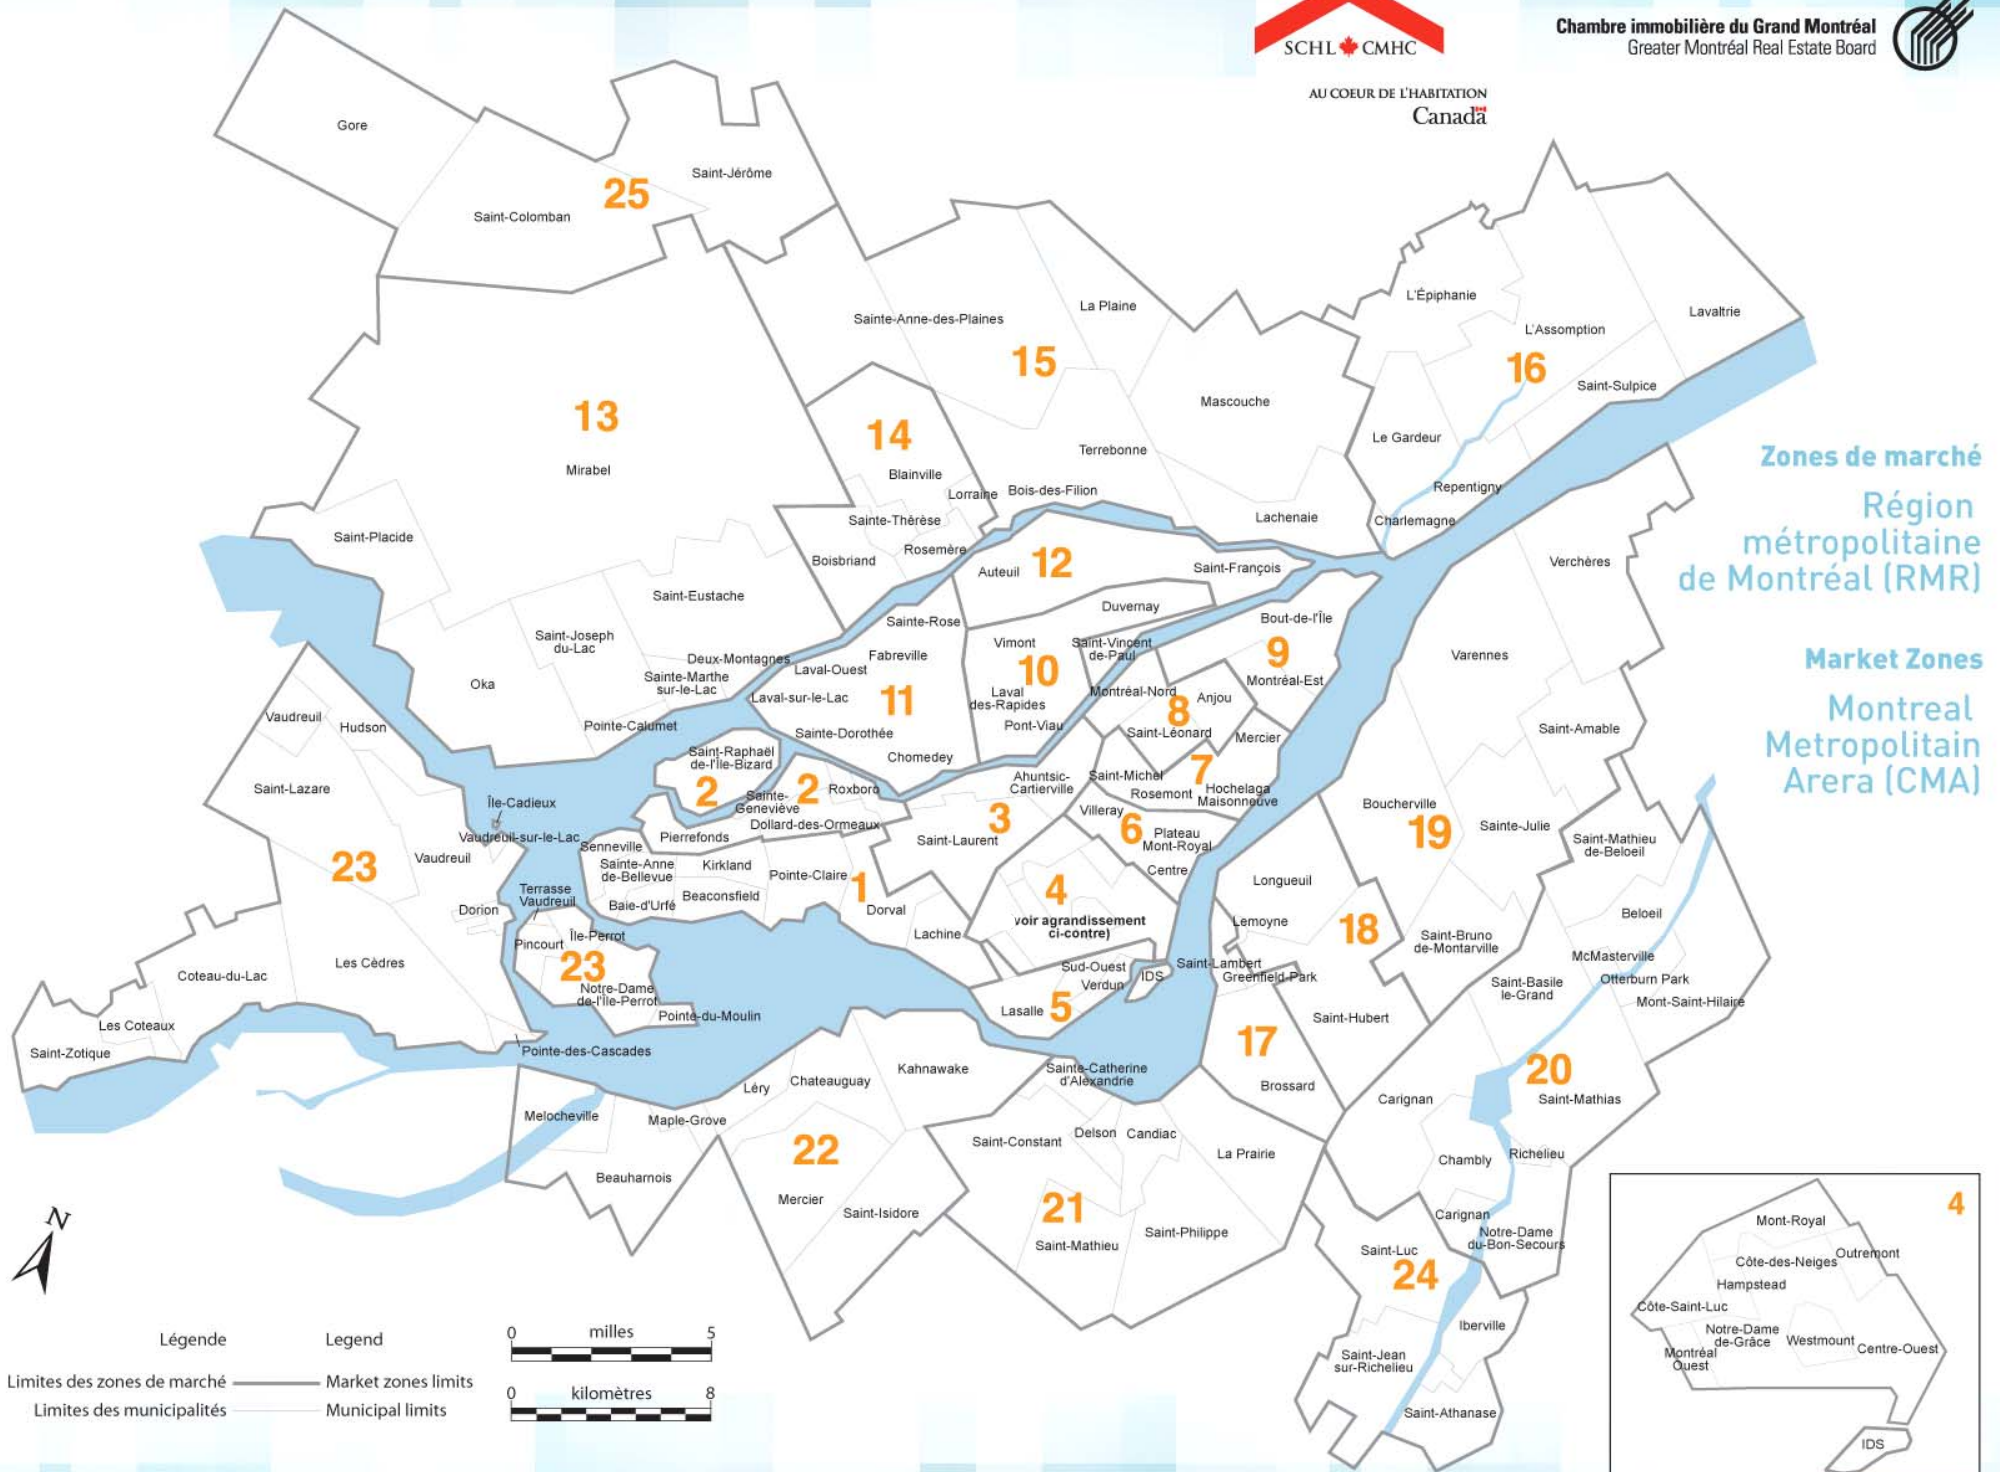 SCHL CMHC
AU COEUR DE L'HABITATION
Canada
Chambre immobilière du Grand Montréal
Greater Montréal Real Estate Board
Gore
Saint-Jérôme
25
Saint-Colomban
L'Épiphanie
La Plaine
Lavaltrie
Sainte-Anne-des-Plaines
L'Assomption
15
16
Saint-Sulpice
Mascouche
13
14
Le Gardeur
Terrebonne
Mirabel
Blainville
Lorraine
Bois-des-Filion
Repentigny
Sainte-Thérèse
Lachenaie
Charlemagne
Saint-Placide
Rosemère
Boisbriand
Auteuil
12
Saint-François
Verchères
Zones de marché
Région
métropolitaine
de Montréal (RMR)
Market Zones
Montreal
Metropolitain
Arera (CMA)
Saint-Eustache
Duvernay
Sainte-Rose
Bout-de-l'Île
Saint-Joseph
du-Lac
Vimont
Saint-Vincent
de-Paul
9
Deux-Montagnes
Fabreville
Varennes
Laval-Ouest
10
Oka
Sainte-Marthe
sur-le-Lac
Montréal-Est
Laval-sur-le-Lac
11
Laval
des-Rapides
Montréal-Nord
Anjou
8
Vaudreuil
Hudson
Pointe-Calumet
Sainte-Dorothée
Pont-Viau
Saint-Léonard
Mercier
Saint-Amable
Saint-Raphaël
de-l'Île-Bizard
Chomedey
2
2
Roxboro
Ahuntsic-
Cartierville
Saint-Michel
7
Saint-Lazare
Sainte-
Geneviève
Rosemont
Hochelaga
Maisonneuve
Île-Cadieux
Boucherville
Dollard-des-Ormeaux
3
Villeray
6
Vaudreuil-sur-le-Lac
Pierrefonds
Saint-Laurent
Plateau
Mont-Royal
19
Sainte-Julie
Senneville
Saint-Mathieu
de-Beloeil
23
Vaudreuil
Sainte-Anne
de-Bellevue
Kirkland
Pointe-Claire
1
4
Centre
Terrasse
Vaudreuil
Beaconsfield
Longueuil
Baie-d'Urfé
Dorion
Dorval
voir agrandissement
ci-contre)
Lemoyne
18
Beloeil
Pincourt
Île-Perrot
Lachine
Saint-Bruno
de-Montarville
Les Cèdres
23
Sud-Ouest
IDS
Saint-Lambert
McMasterville
Coteau-du-Lac
Greenfield-Park
Otterburn Park
Notre-Dame
de-l'Île-Perrot
Verdun
Saint-Basile
le-Grand
Mont-Saint-Hilaire
Pointe-du-Moulin
Lasalle
5
Saint-Hubert
Les Coteaux
17
Saint-Zotique
Pointe-des-Cascades
Kahnawake
Sainte-Catherine
d'Alexandrie
20
Léry
Chateauguay
Brossard
Carignan
Saint-Mathias
Melocheville
Maple-Grove
Saint-Constant
Delson
Candiac
22
La Prairie
Chambly
Richelieu
Beauharnois
Mercier
Saint-Isidore
21
Carignan
Saint-Philippe
Notre-Dame
du-Bon-Secours
Saint-Mathieu
Saint-Luc
24
Iberville
Saint-Jean
sur-Richelieu
Saint-Athanase
4
Mont-Royal
Outremont
Côte-des-Neiges
Hampstead
Côte-Saint-Luc
Notre-Dame
de-Grâce
Westmount
Centre-Ouest
Montréal
Ouest
IDS
N
Légende
Legend
Limites des zones de marché
Market zones limits
Limites des municipalités
Municipal limits
0 milles 5
0 kilomètres 8